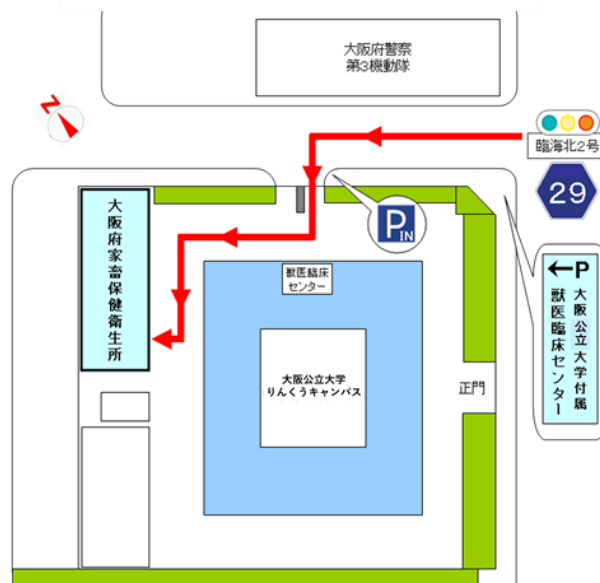 大阪府警察
第3機動隊
Z
臨海北2号
29
P
IN
←P
大阪公立大学付属
獣医臨床センター
大阪府家畜保健衛生所
獣医臨床
センター
大阪公立大学
りんくうキャンパス
正門